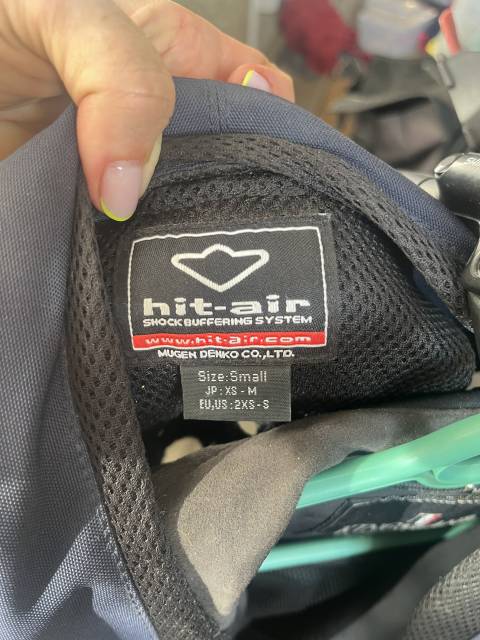 hit-air
SHOCK BUFFERING SYSTEM
www.hit-air.com
MUGEN DENKO CO.,LTD.
Size:Small
JP: XS - M
EU,US : 2XS - S